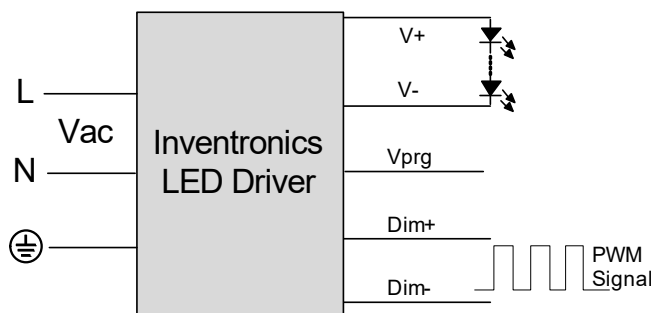 L
Vac
N
Inventronics
LED Driver
V+
V-
Vprg
Dim+
Dim-
PWM
Signal